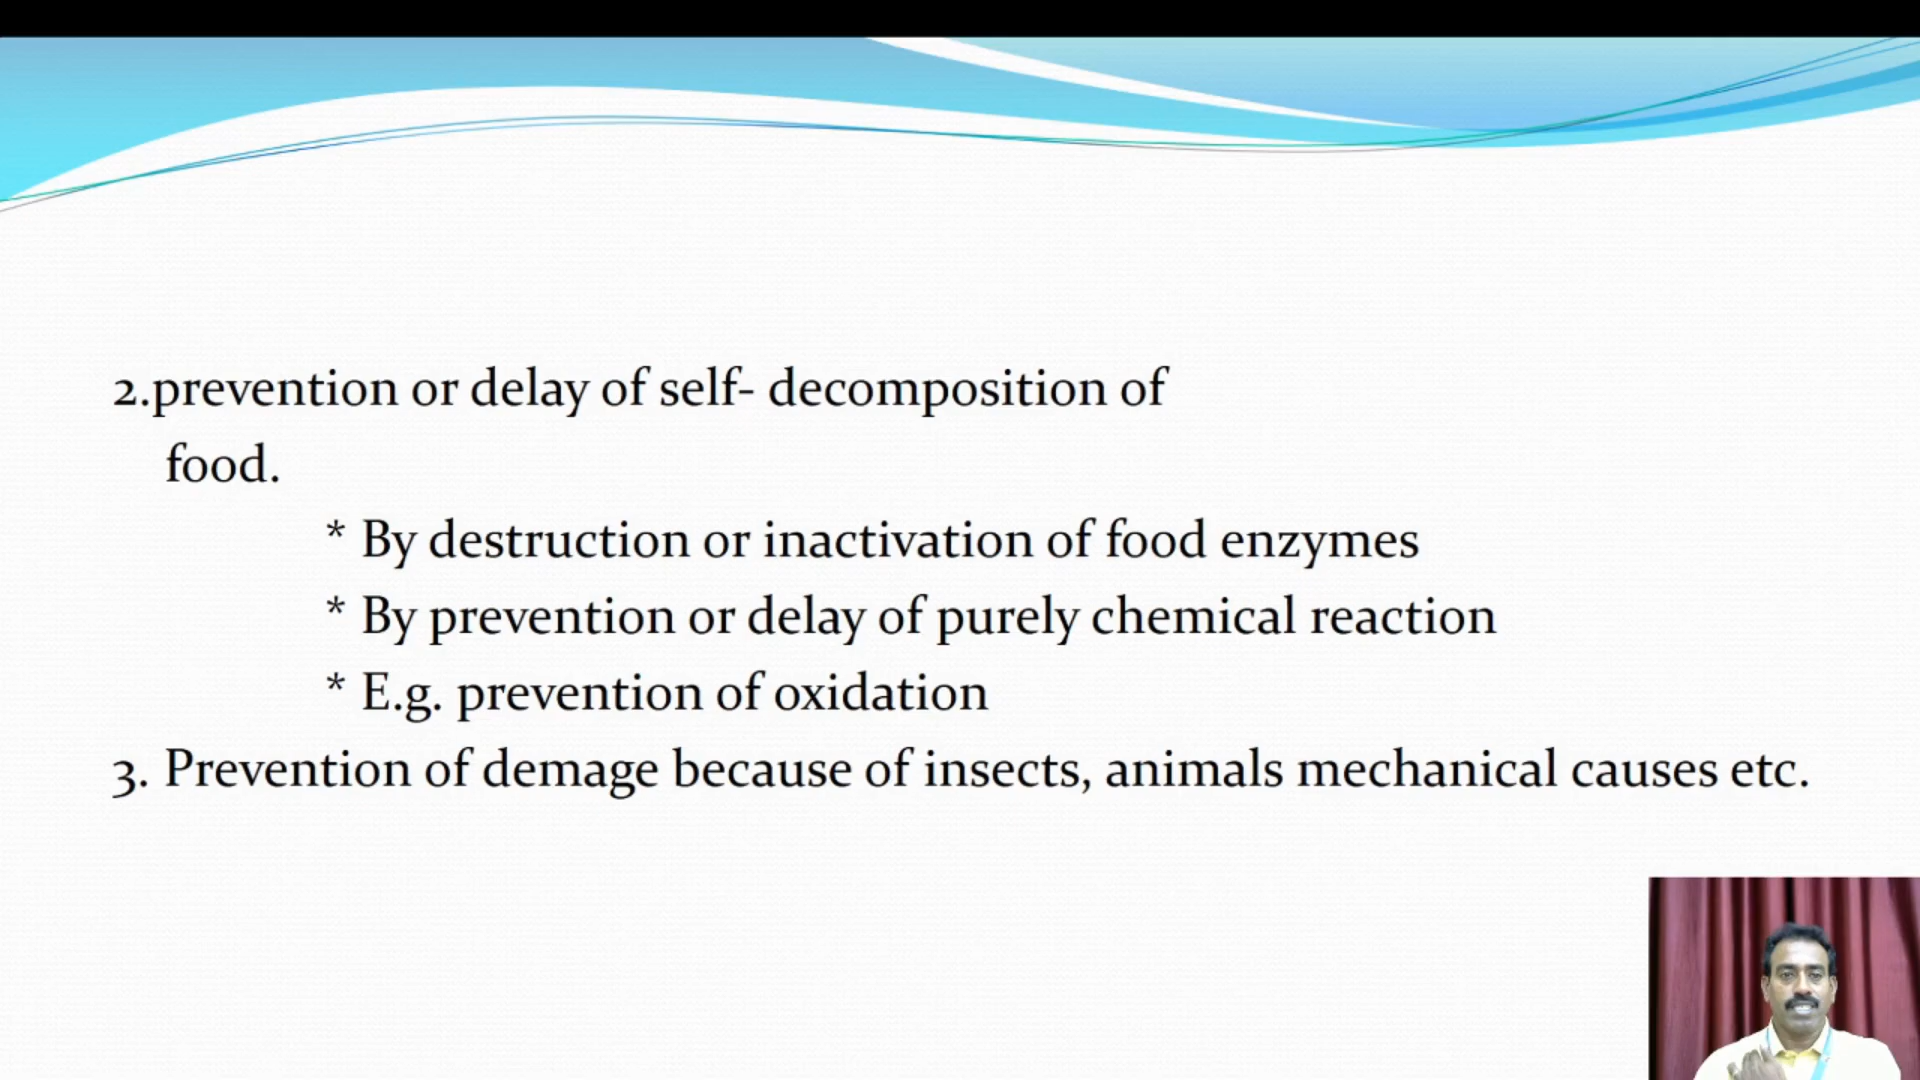 2.prevention or delay of self- decomposition of
food.
* By destruction or inactivation of food enzymes
* By prevention or delay of purely chemical reaction
* E.g. prevention of oxidation
3. Prevention of demage because of insects, animals mechanical causes etc.